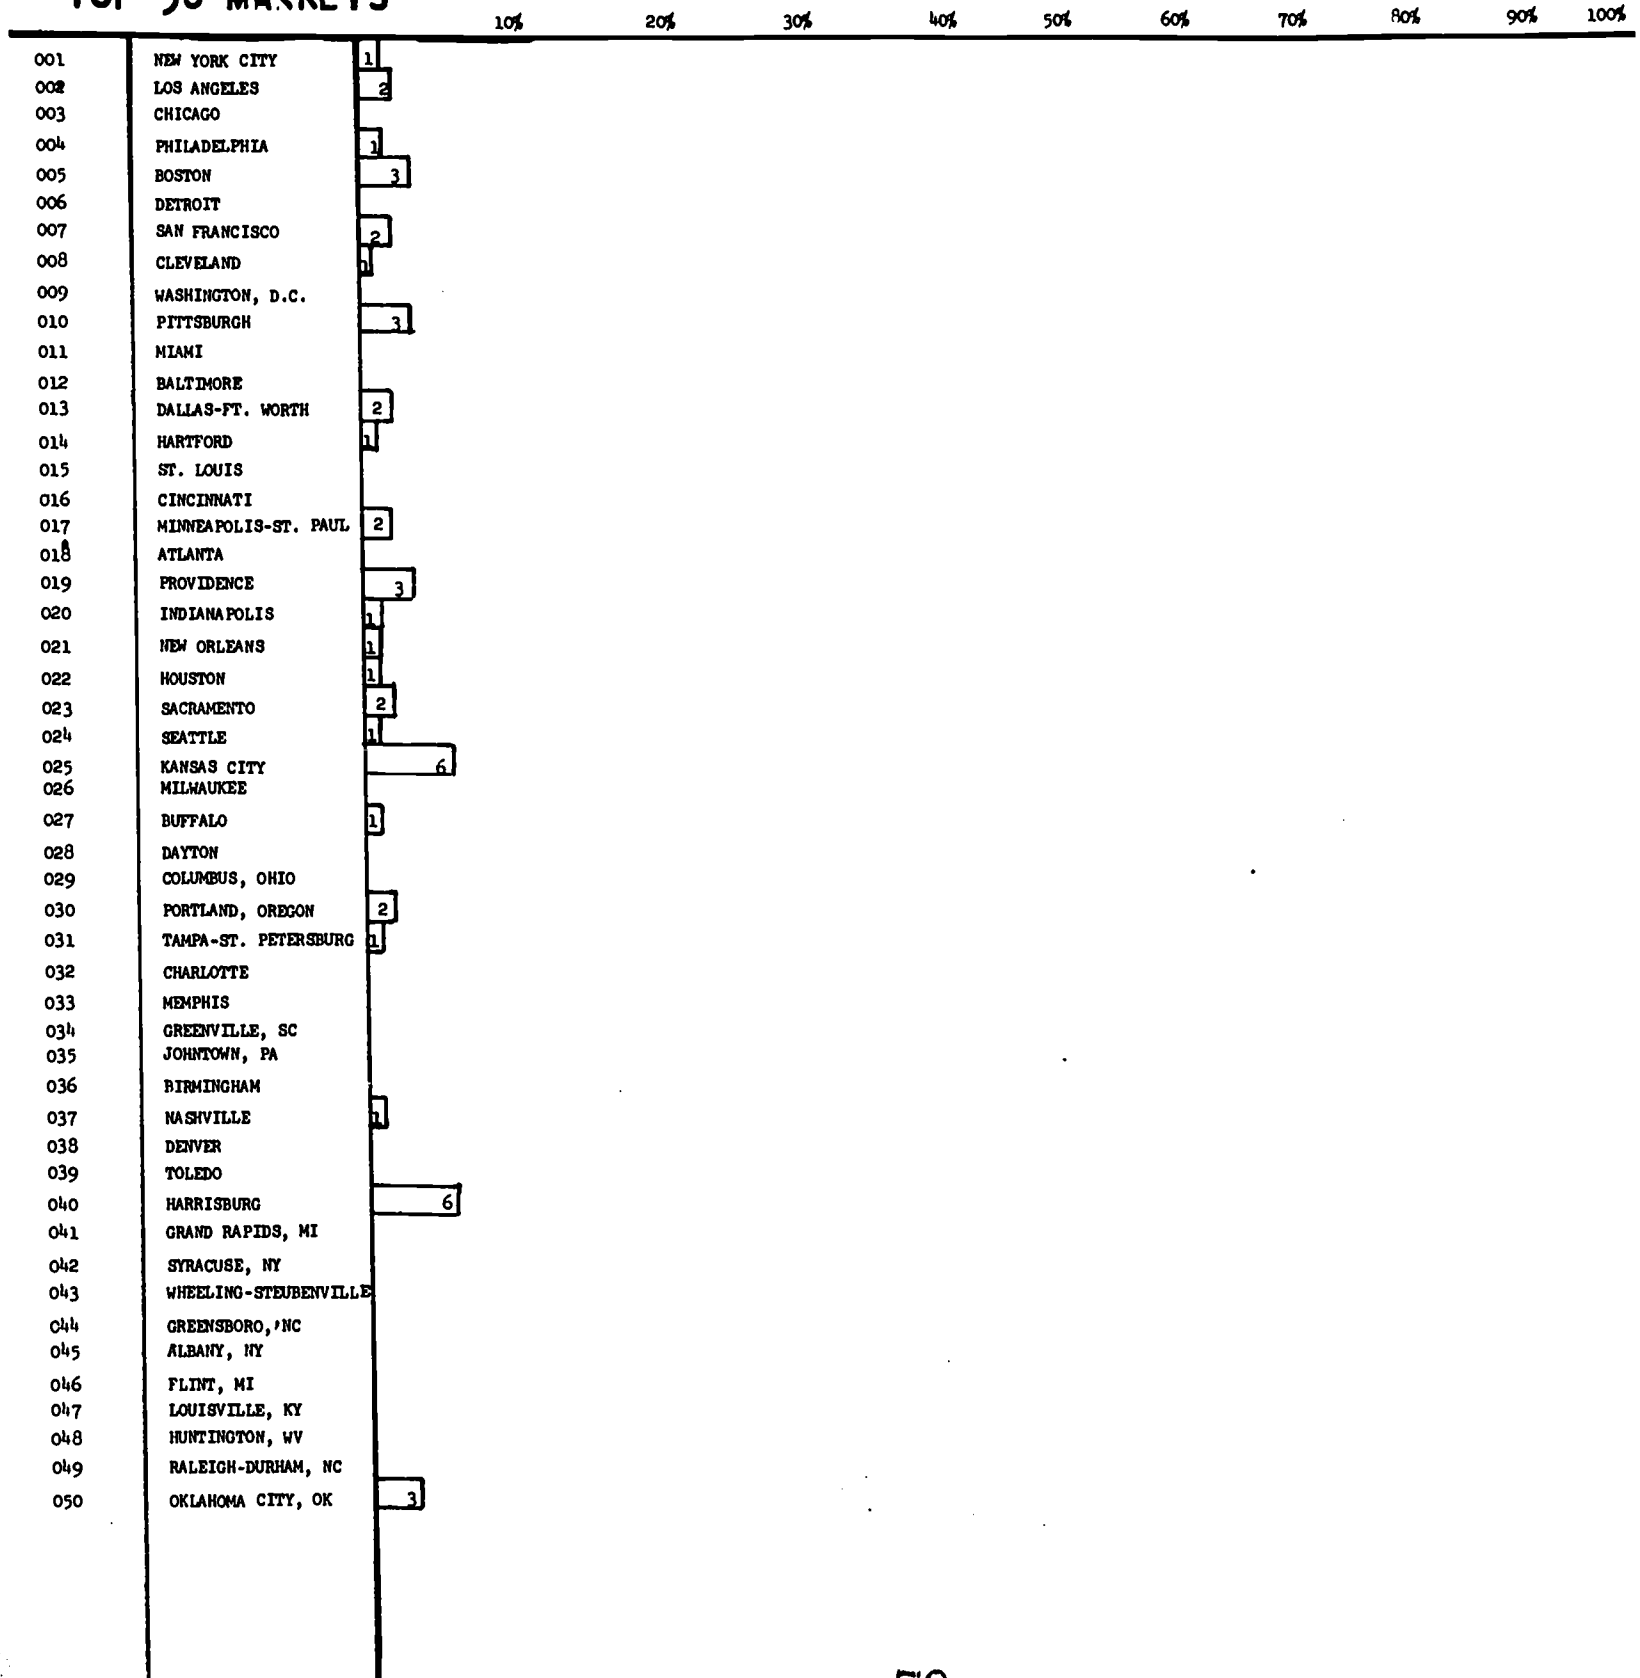 TOP 50 MARKETS
10% 20% 30% 40% 50% 60% 70% 80% 90% 100%
001 NEW YORK CITY 1
002 LOS ANGELES 2
003 CHICAGO
004 PHILADELPHIA 1
005 BOSTON 3
006 DETROIT
007 SAN FRANCISCO 2
008 CLEVELAND 1
009 WASHINGTON, D.C.
010 PITTSBURGH 3
011 MIAMI
012 BALTIMORE
013 DALLAS-FT. WORTH 2
014 HARTFORD 1
015 ST. LOUIS
016 CINCINNATI
017 MINNEAPOLIS-ST. PAUL 2
018 ATLANTA
019 PROVIDENCE 3
020 INDIANAPOLIS 1
021 NEW ORLEANS 1
022 HOUSTON 1
023 SACRAMENTO 2
024 SEATTLE 1
025 KANSAS CITY 6
026 MILWAUKEE
027 BUFFALO 1
028 DAYTON
029 COLUMBUS, OHIO
030 PORTLAND, OREGON 2
031 TAMPA-ST. PETERSBURG 1
032 CHARLOTTE
033 MEMPHIS
034 GREENVILLE, SC
035 JOHNTOWN, PA
036 BIRMINGHAM
037 NASHVILLE 1
038 DENVER
039 TOLEDO
040 HARRISBURG 6
041 GRAND RAPIDS, MI
042 SYRACUSE, NY
043 WHEELING-STEUBENVILLE
044 GREENSBORO, NC
045 ALBANY, NY
046 FLINT, MI
047 LOUISVILLE, KY
048 HUNTINGTON, WV
049 RALEIGH-DURHAM, NC
050 OKLAHOMA CITY, OK 3